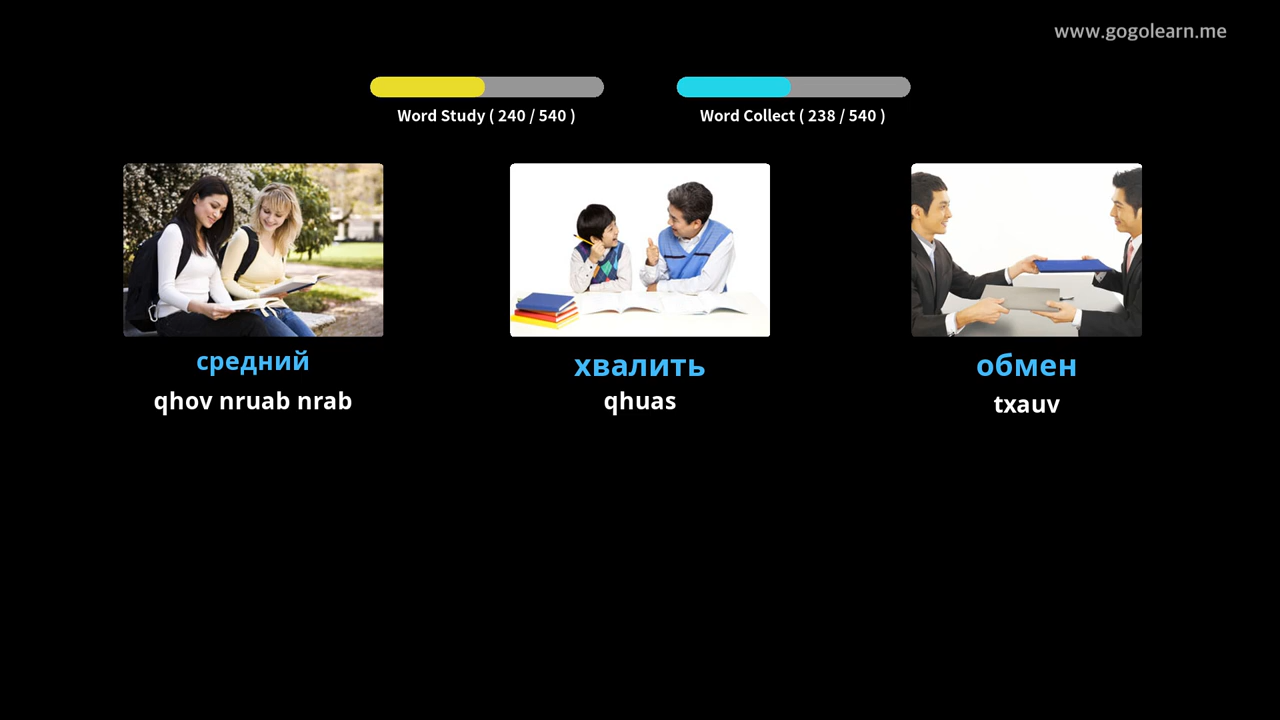 www.gogolearn.me
Word Study ( 240 / 540 )
Word Collect ( 238 / 540 )
средний
хвалить
обмен
qhov nruab nrab
qhuas
txauv